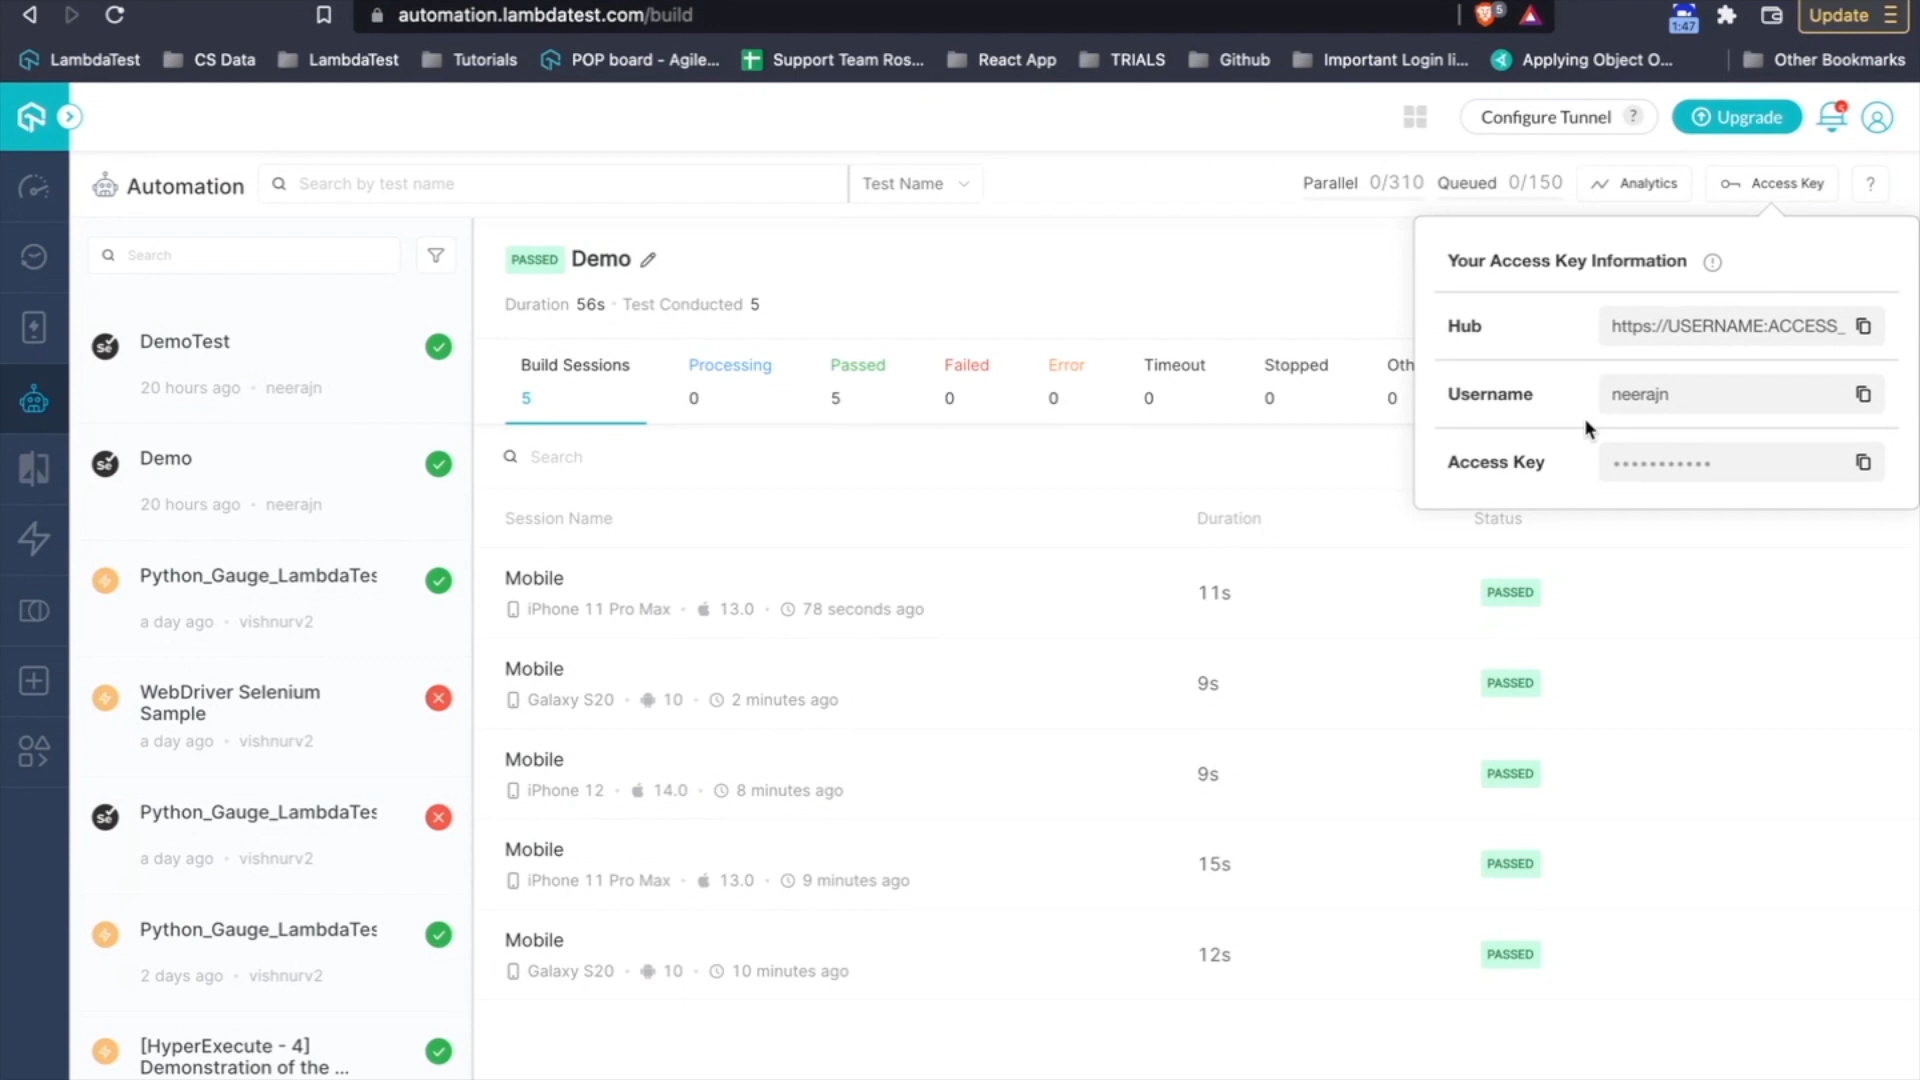 automation.lambdatest.com/build
5
1:47
Update
LambdaTest
CS Data
LambdaTest
Tutorials
POP board - Agile...
Support Team Ros...
React App
TRIALS
Github
Important Login li...
Applying Object O...
Other Bookmarks
Configure Tunnel ?
Upgrade
Automation
Search by test name
Test Name
Parallel 0/310
Queued 0/150
Analytics
Access Key
?
Search
DemoTest
20 hours ago • neerajn
Demo
20 hours ago • neerajn
Python_Gauge_LambdaTes
a day ago • vishnurv2
WebDriver Selenium
Sample
a day ago • vishnurv2
Python_Gauge_LambdaTes
a day ago • vishnurv2
Python_Gauge_LambdaTes
2 days ago • vishnurv2
[HyperExecute - 4]
Demonstration of the ...
PASSED Demo
Duration 56s • Test Conducted 5
Build Sessions
5
Processing
0
Passed
5
Failed
0
Error
0
Timeout
0
Stopped
0
Oth
0
Search
Session Name
Duration
Status
Mobile
iPhone 11 Pro Max • 13.0 • 78 seconds ago
11s
PASSED
Mobile
Galaxy S20 • 10 • 2 minutes ago
9s
PASSED
Mobile
iPhone 12 • 14.0 • 8 minutes ago
9s
PASSED
Mobile
iPhone 11 Pro Max • 13.0 • 9 minutes ago
15s
PASSED
Mobile
Galaxy S20 • 10 • 10 minutes ago
12s
PASSED
Your Access Key Information
Hub
https://USERNAME:ACCESS_
Username
neerajn
Access Key
•••••••••••